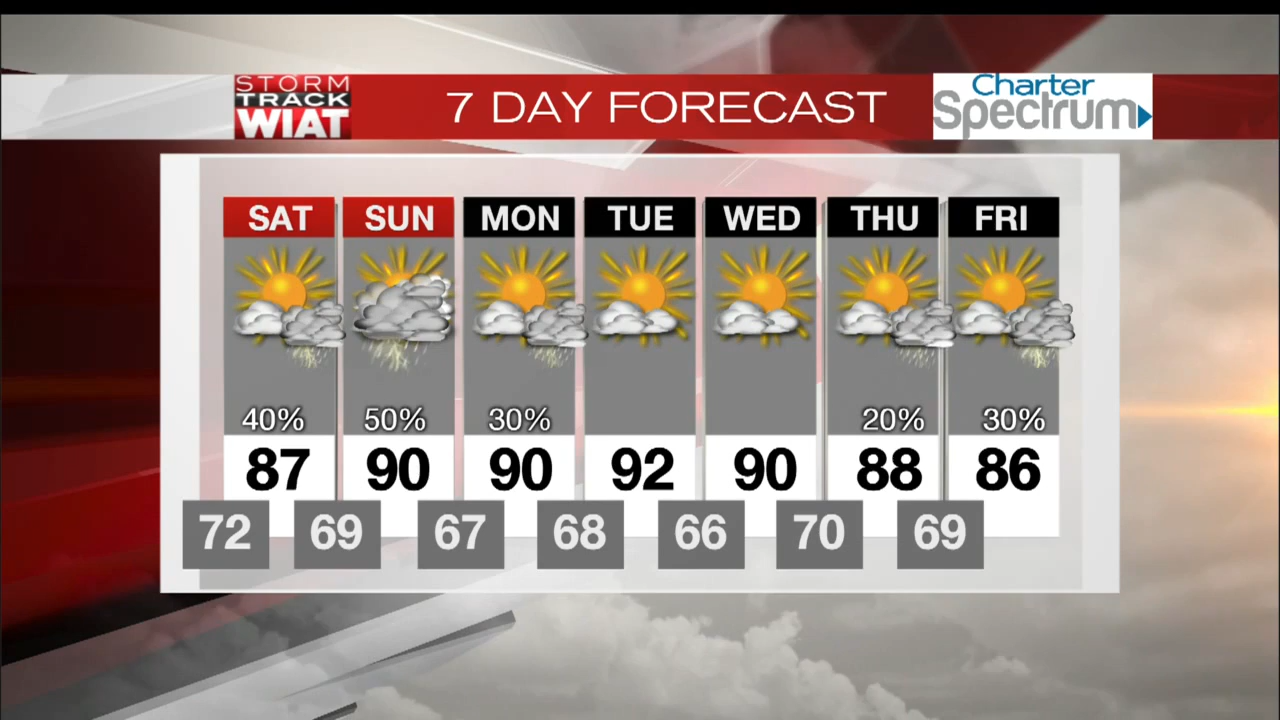 STORM
TRACK
WIAT
7 DAY FORECAST
Charter
Spectrum
SAT SUN MON TUE WED THU FRI
40% 50% 30% 20% 30%
87 90 90 92 90 88 86
72 69 67 68 66 70 69